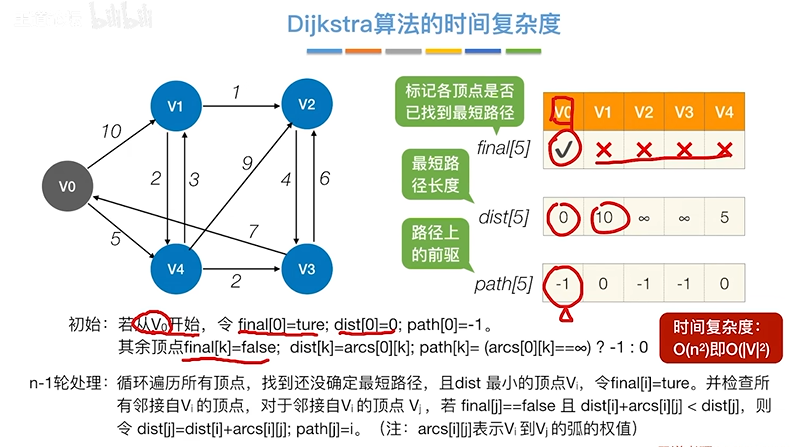 bilibili
Dijkstra算法的时间复杂度
标记各顶点是否
已找到最短路径
V0 V1 V2 V3 V4
final[5]
最短路
径长度
dist[5] 0 10 ∞ ∞ 5
路径上
的前驱
path[5] -1 0 -1 -1 0
V1
1
V2
10
9
V0
2
3
4
6
7
5
V4
2
V3
初始：若从V₀开始，令 final[0]=ture; dist[0]=0; path[0]=-1。
其余顶点final[k]=false; dist[k]=arcs[0][k]; path[k]= (arcs[0][k]==∞) ? -1 : 0
时间复杂度：
O(n²)即O(|V|²)
n-1轮处理：循环遍历所有顶点，找到还没确定最短路径，且dist 最小的顶点Vᵢ，令final[i]=ture。并检查所
有邻接自Vᵢ 的顶点，对于邻接自Vᵢ 的顶点 Vⱼ ，若 final[j]==false 且 dist[i]+arcs[i][j] < dist[j]，则
令 dist[j]=dist[i]+arcs[i][j]; path[j]=i。（注：arcs[i][j]表示Vᵢ 到Vⱼ 的弧的权值）